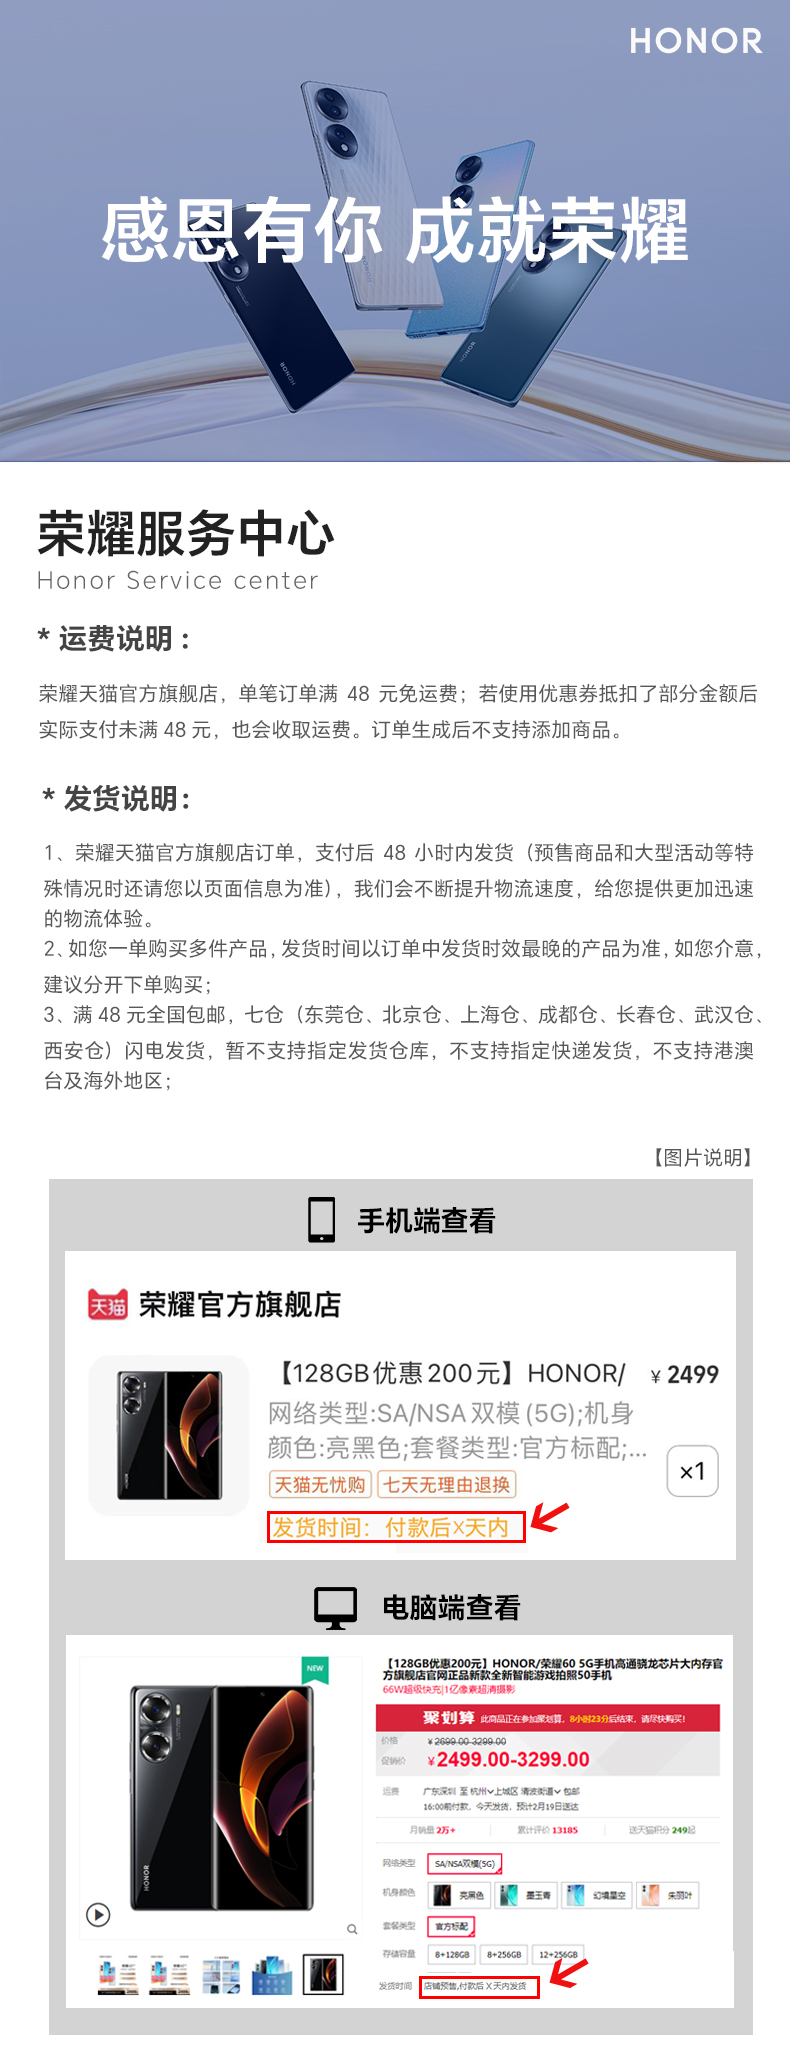 HONOR
感恩有你 成就荣耀
荣耀服务中心
Honor Service center
* 运费说明：
荣耀天猫官方旗舰店，单笔订单满 48 元免运费；若使用优惠券抵扣了部分金额后
实际支付未满 48 元，也会收取运费。订单生成后不支持添加商品。
* 发货说明：
1、荣耀天猫官方旗舰店订单，支付后 48 小时内发货（预售商品和大型活动等特
殊情况时还请您以页面信息为准），我们会不断提升物流速度，给您提供更加迅速
的物流体验。
2、如您一单购买多件产品，发货时间以订单中发货时效最晚的产品为准，如您介意，
建议分开下单购买；
3、满 48 元全国包邮，七仓（东莞仓、北京仓、上海仓、成都仓、长春仓、武汉仓、
西安仓）闪电发货，暂不支持指定发货仓库，不支持指定快递发货，不支持港澳
台及海外地区；
【图片说明】
手机端查看
天猫 荣耀官方旗舰店
【128GB优惠200元】HONOR/ ¥ 2499
网络类型:SA/NSA双模(5G);机身
颜色:亮黑色;套餐类型:官方标配;...
×1
天猫无忧购 七天无理由退换
发货时间：付款后X天内
电脑端查看
NEW
HONOR
【128GB优惠200元】HONOR/荣耀60 5G手机高通骁龙芯片大内存官
方旗舰店官网正品新款全新智能游戏拍照50手机
66W超级快充|1亿像素超清摄影
聚划算 此商品正在参加聚划算，8小时23分后结束，请尽快购买！
价格 ¥2699.00-3299.00
促销价 ¥2499.00-3299.00
运费 广东深圳 至 杭州 上城区 清波街道 包邮
16:00前付款，今天发货，预计2月19日送达
月销量 2万+ 累计评价 13185 送天猫积分 249起
网络类型 SA/NSA双模(5G)
机身颜色 亮黑色 墨玉青 幻境星空 朱丽叶
套餐类型 官方标配
存储容量 8+128GB 8+256GB 12+256GB
发货时间 店铺预售,付款后X天内发货